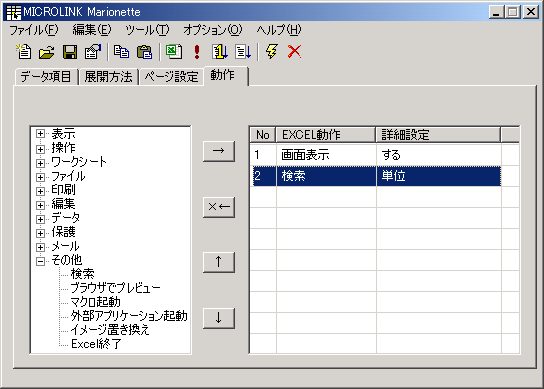 MICROLINK Marionette
ファイル(F) 編集(E) ツール(T) オプション(O) ヘルプ(H)
データ項目 展開方法 ページ設定 動作
表示
操作
ワークシート
ファイル
印刷
編集
データ
保護
メール
その他
検索
ブラウザでプレビュー
マクロ起動
外部アプリケーション起動
イメージ置き換え
Excel終了
→
×←
↑
↓
No EXCEL動作 詳細設定
1 画面表示 する
2 検索 単位